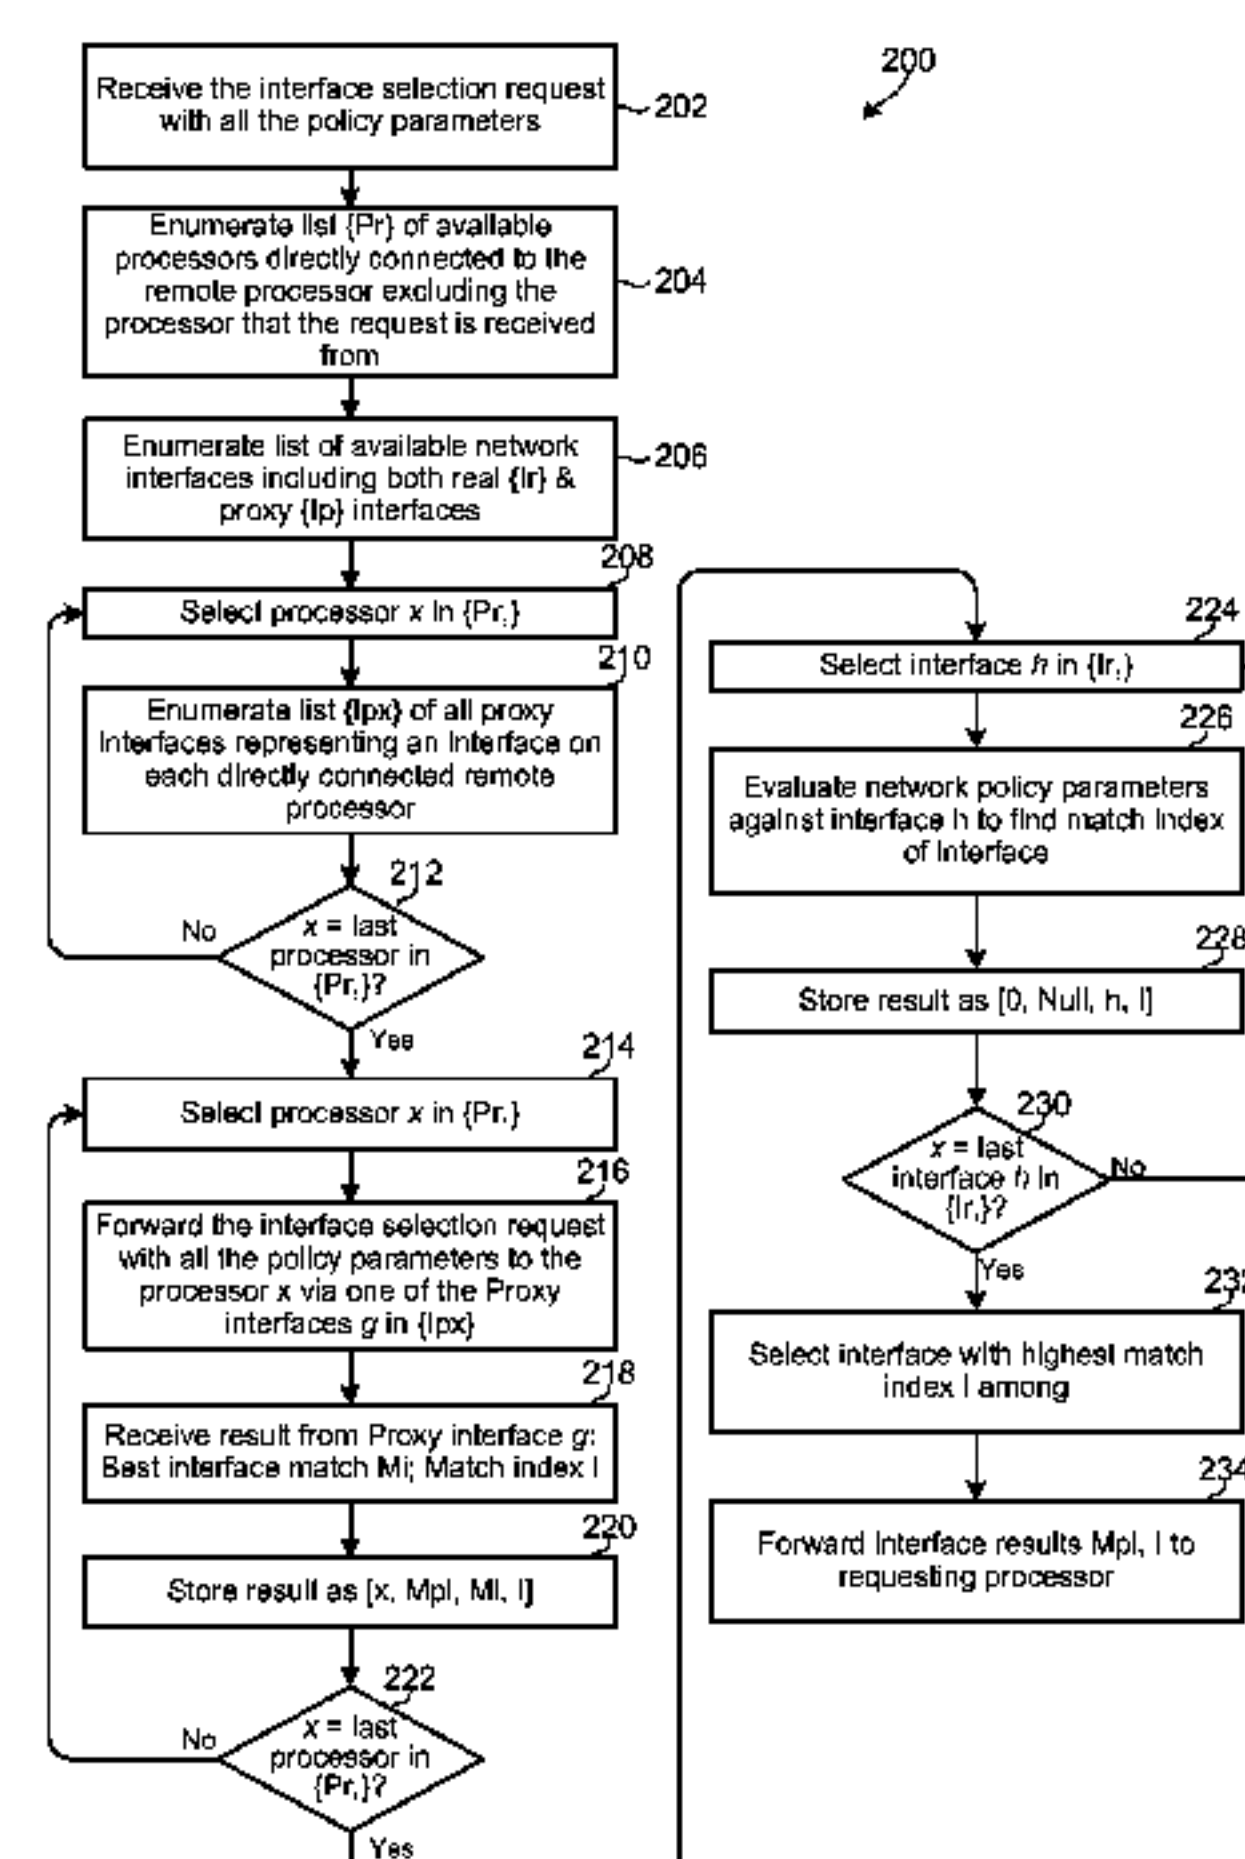 200
Receive the interface selection request
with all the policy parameters
202
Enumerate list {Pr} of available
processors directly connected to the
remote processor excluding the
processor that the request is received
from
204
Enumerate list of available network
interfaces including both real {Ir} &
proxy {Ip} interfaces
206
208
Select processor x in {Pr,}
210
Enumerate list {Ipx} of all proxy
Interfaces representing an Interface on
each directly connected remote
processor
212
x = last
processor in
{Pr,}?
No
Yes
214
Select processor x in {Pr,}
216
Forward the interface selection request
with all the policy parameters to the
processor x via one of the Proxy
interfaces g in {Ipx}
218
Receive result from Proxy interface g:
Best interface match Mi; Match index I
220
Store result as [x, MpI, MI, I]
222
x = last
processor in
{Pr,}?
No
Yes
224
Select interface h in {Ir,}
226
Evaluate network policy parameters
against interface h to find match Index
of Interface
228
Store result as [0, Null, h, I]
230
x = last
interface h in
{Ir,}?
No
Yes
232
Select interface with highest match
index I among
234
Forward Interface results MpI, I to
requesting processor